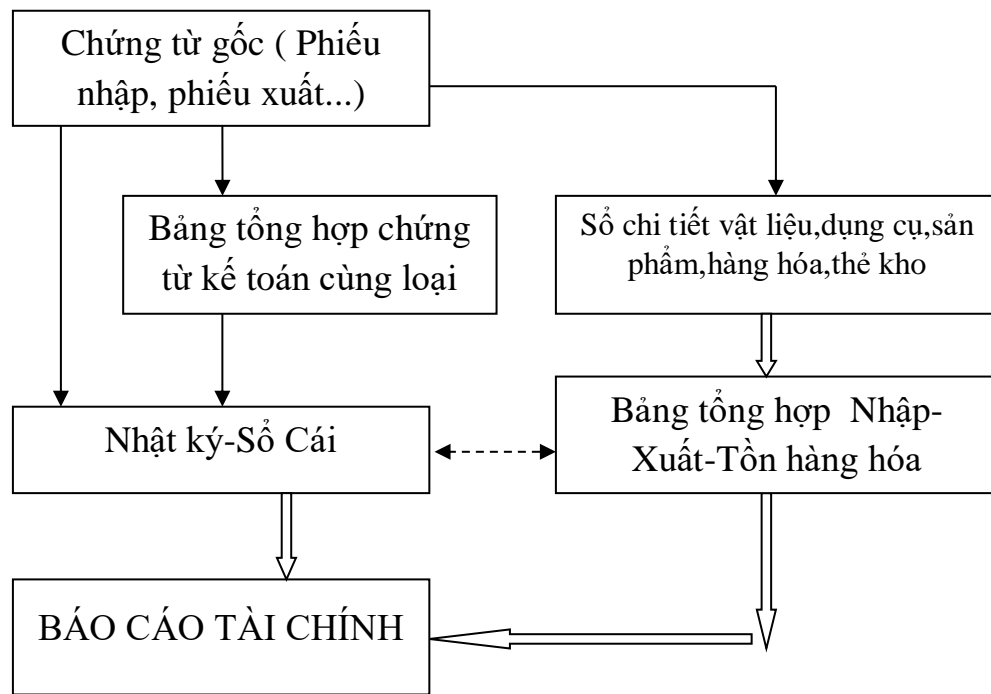 Chứng từ gốc ( Phiếu
nhập, phiếu xuất...)
Bảng tổng hợp chứng
từ kế toán cùng loại
Sổ chi tiết vật liệu,dụng cụ,sản
phẩm,hàng hóa,thẻ kho
Nhật ký-Sổ Cái
Bảng tổng hợp Nhập-
Xuất-Tồn hàng hóa
BÁO CÁO TÀI CHÍNH